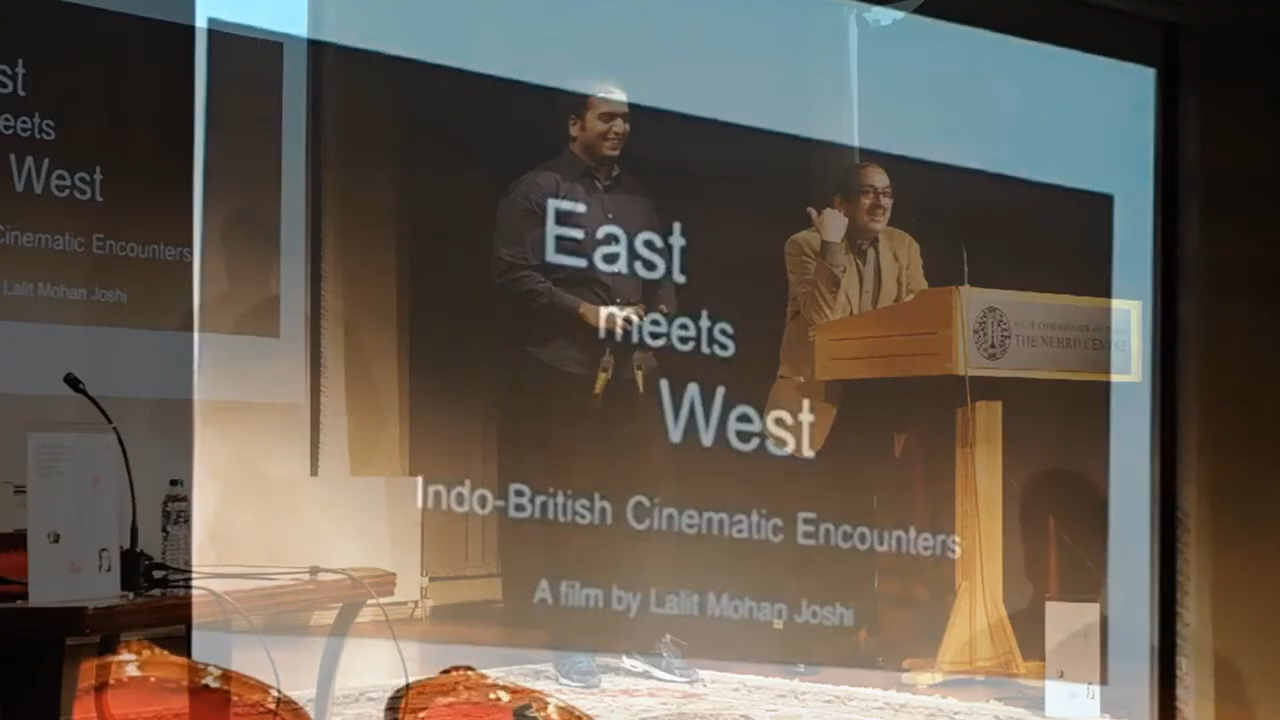 st
eets
West
Cinematic Encounters
Lalit Mohan Joshi
East
meets
West
Indo-British Cinematic Encounters
A film by Lalit Mohan Joshi
THE NEHRU CENTRE